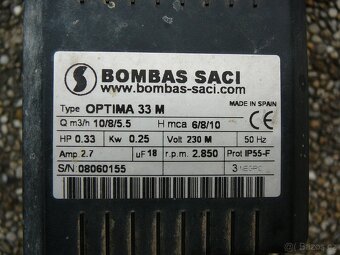 BOMBAS SACI
www.bombas-saci.com
Type OPTIMA 33 M MADE IN SPAIN
Q m3/h 10/8/5.5 H mca 6/8/10 CE
HP 0.33 Kw 0.25 Volt 230 M 50 Hz
Amp 2.7 uF 18 r.p.m. 2.850 Prot IP55-F
S/N 08060155